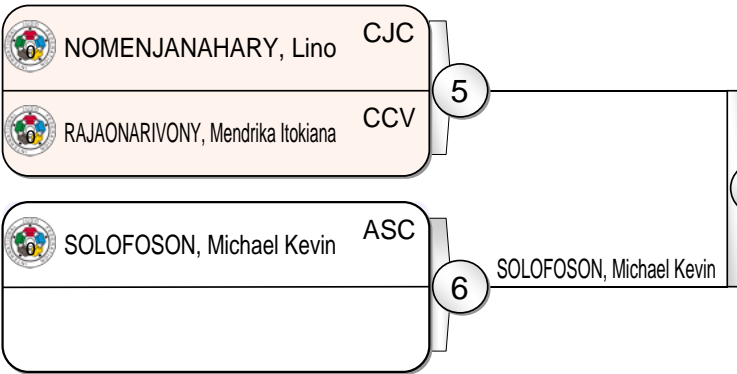 NOMENJANAHARY, Lino CJC
RAJAONARIVONY, Mendrika Itokiana CCV
5
SOLOFOSON, Michael Kevin ASC
6
SOLOFOSON, Michael Kevin